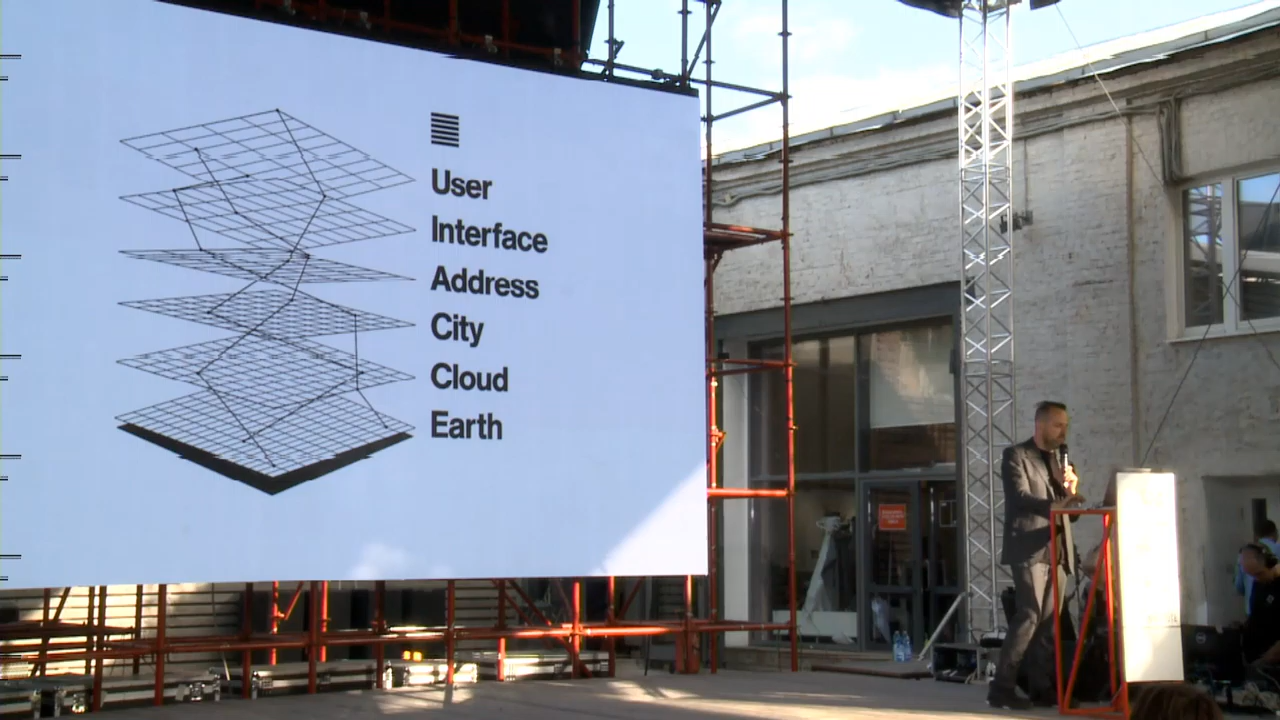 User
Interface
Address
City
Cloud
Earth